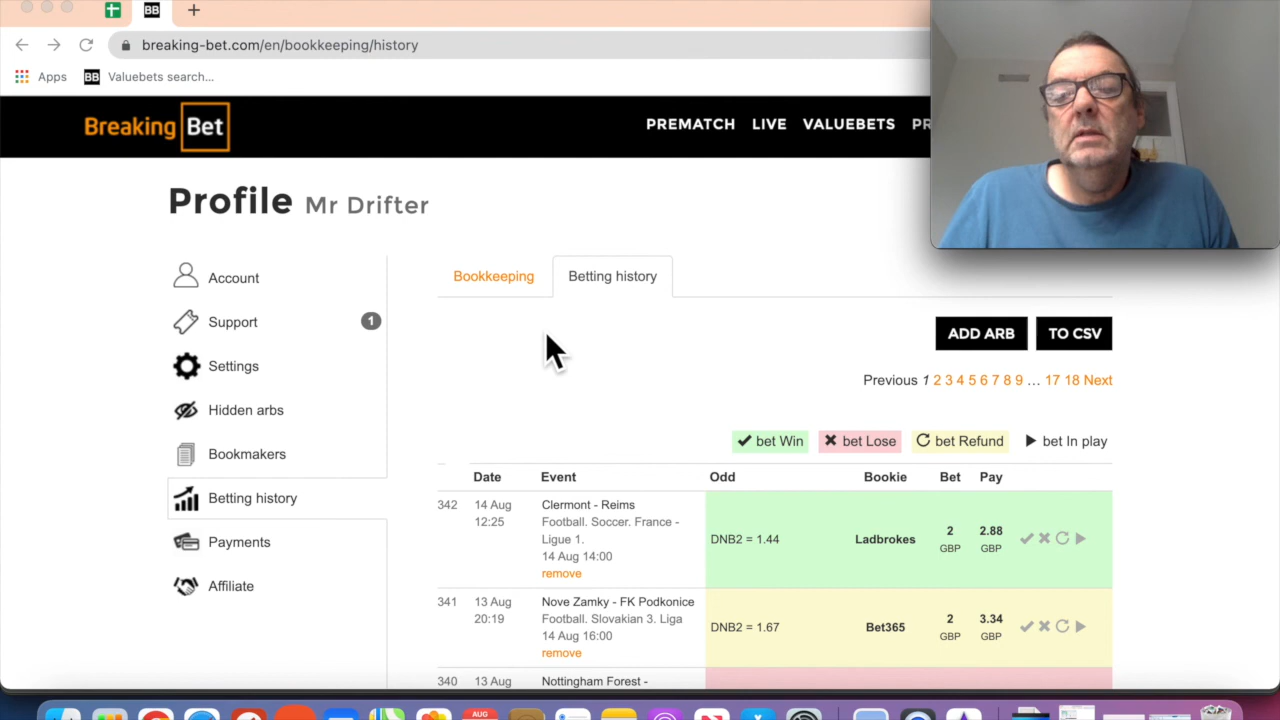 BB
breaking-bet.com/en/bookkeeping/history
Apps
BB
Valuebets search...
Breaking Bet
PREMATCH
LIVE
VALUEBETS
PR
Profile Mr Drifter
Account
Support
1
Settings
Hidden arbs
Bookmakers
Betting history
Payments
Affiliate
Bookkeeping
Betting history
ADD ARB
TO CSV
Previous 1 2 3 4 5 6 7 8 9 ... 17 18 Next
bet Win
bet Lose
bet Refund
bet In play
Date
Event
Odd
Bookie
Bet
Pay
342
14 Aug
12:25
Clermont - Reims
Football. Soccer. France -
Ligue 1.
14 Aug 14:00
remove
DNB2 = 1.44
Ladbrokes
2
GBP
2.88
GBP
341
13 Aug
20:19
Nove Zamky - FK Podkonice
Football. Slovakian 3. Liga
14 Aug 16:00
remove
DNB2 = 1.67
Bet365
2
GBP
3.34
GBP
340
13 Aug
Nottingham Forest -
AUG